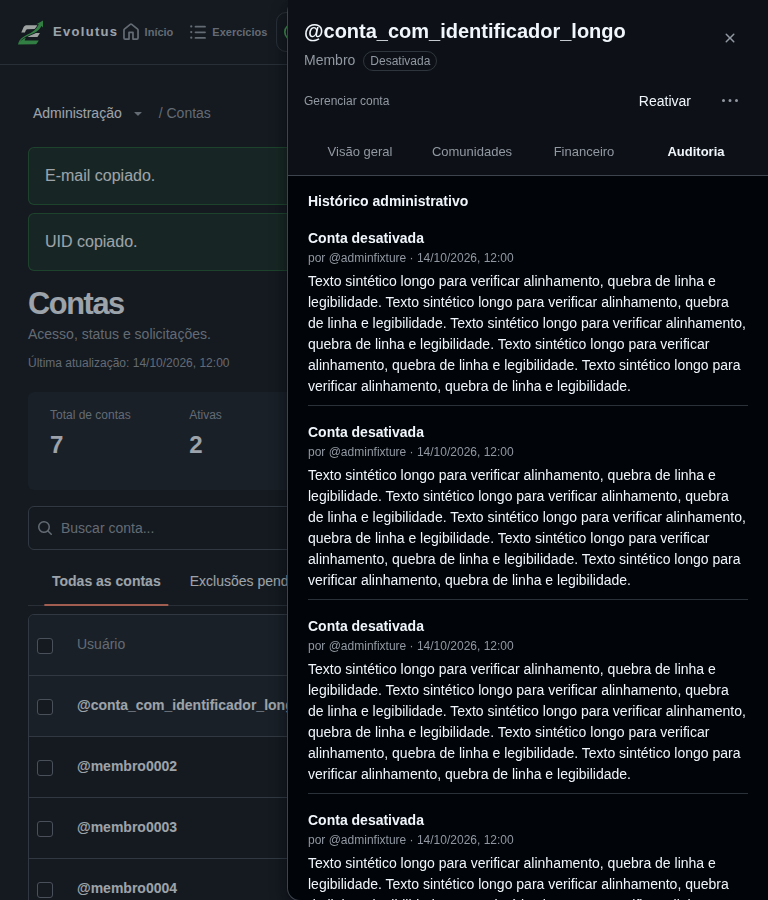 Evolutus
Início
Exercícios
Administração
/ Contas
E-mail copiado.
UID copiado.
Contas
Acesso, status e solicitações.
Última atualização: 14/10/2026, 12:00
Total de contas
7
Ativas
2
Buscar conta...
Todas as contas
Exclusões pend
Usuário
@conta_com_identificador_long
@membro0002
@membro0003
@membro0004
@conta_com_identificador_longo
Membro
Desativada
Gerenciar conta
Reativar
Visão geral
Comunidades
Financeiro
Auditoria
Histórico administrativo
Conta desativada
por @adminfixture · 14/10/2026, 12:00
Texto sintético longo para verificar alinhamento, quebra de linha e
legibilidade. Texto sintético longo para verificar alinhamento, quebra
de linha e legibilidade. Texto sintético longo para verificar alinhamento,
quebra de linha e legibilidade. Texto sintético longo para verificar
alinhamento, quebra de linha e legibilidade. Texto sintético longo para
verificar alinhamento, quebra de linha e legibilidade.
Conta desativada
por @adminfixture · 14/10/2026, 12:00
Texto sintético longo para verificar alinhamento, quebra de linha e
legibilidade. Texto sintético longo para verificar alinhamento, quebra
de linha e legibilidade. Texto sintético longo para verificar alinhamento,
quebra de linha e legibilidade. Texto sintético longo para verificar
alinhamento, quebra de linha e legibilidade. Texto sintético longo para
verificar alinhamento, quebra de linha e legibilidade.
Conta desativada
por @adminfixture · 14/10/2026, 12:00
Texto sintético longo para verificar alinhamento, quebra de linha e
legibilidade. Texto sintético longo para verificar alinhamento, quebra
de linha e legibilidade. Texto sintético longo para verificar alinhamento,
quebra de linha e legibilidade. Texto sintético longo para verificar
alinhamento, quebra de linha e legibilidade. Texto sintético longo para
verificar alinhamento, quebra de linha e legibilidade.
Conta desativada
por @adminfixture · 14/10/2026, 12:00
Texto sintético longo para verificar alinhamento, quebra de linha e
legibilidade. Texto sintético longo para verificar alinhamento, quebra